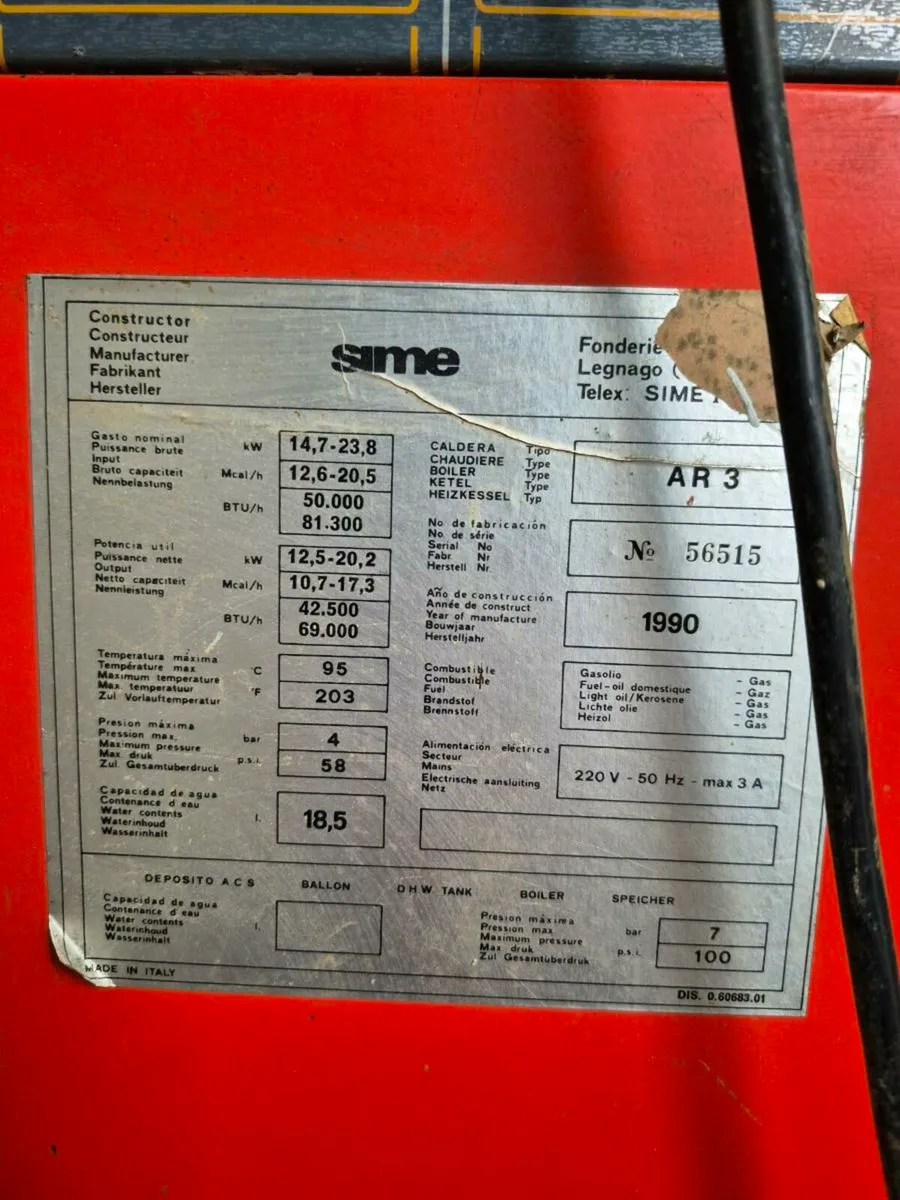 Constructor
Constructeur
Manufacturer
Fabrikant
Hersteller
sime
Fonderie
Legnago (
Telex: SIME
Gasto nominal
Puissance brute
Input
Bruto capaciteit
Nennbelastung
kW 14,7-23,8
Mcal/h 12,6-20,5
BTU/h 50.000
81.300
Potencia util
Puissance nette
Output
Netto capaciteit
Nennleistung
kW 12,5-20,2
Mcal/h 10,7-17,3
BTU/h 42.500
69.000
Temperatura máxima
Température max
Maximum temperature
Max. temperatuur
Zul Vorlauftemperatur
°C 95
°F 203
Presion máxima
Pression max.
Maximum pressure
Max druk
Zul. Gesamtüberdruck
bar 4
p.s.i. 58
Capacidad de agua
Contenance d eau
Water contents
Waterinhoud
Wasserinhalt
l. 18,5
CALDERA Tipo
CHAUDIERE Type
BOILER Type
KETEL Type
HEIZKESSEL Typ
AR 3
No. de fabricación
No. de série
Serial No
Fabr. Nr
Herstell Nr.
No 56515
Año de construcción
Année de construct
Year of manufacture
Bouwjaar
Herstelljahr
1990
Combustible
Combustible
Fuel
Brandstof
Brennstoff
Gasolio - Gas
Fuel-oil domestique - Gaz
Light oil/Kerosene - Gas
Lichte olie - Gas
Heizöl - Gas
Alimentación eléctrica
Secteur
Mains
Electrische aansluiting
Netz
220 V - 50 Hz - max 3 A
DEPOSITO A C S BALLON D H W TANK BOILER SPEICHER
Capacidad de agua
Contenance d eau
Water contents
Waterinhoud
Wasserinhalt
l.
Presion máxima
Pression max
Maximum pressure
Max druk
Zul Gesamtüberdruk
bar 7
p.s.i. 100
MADE IN ITALY
DIS. 0.60683.01